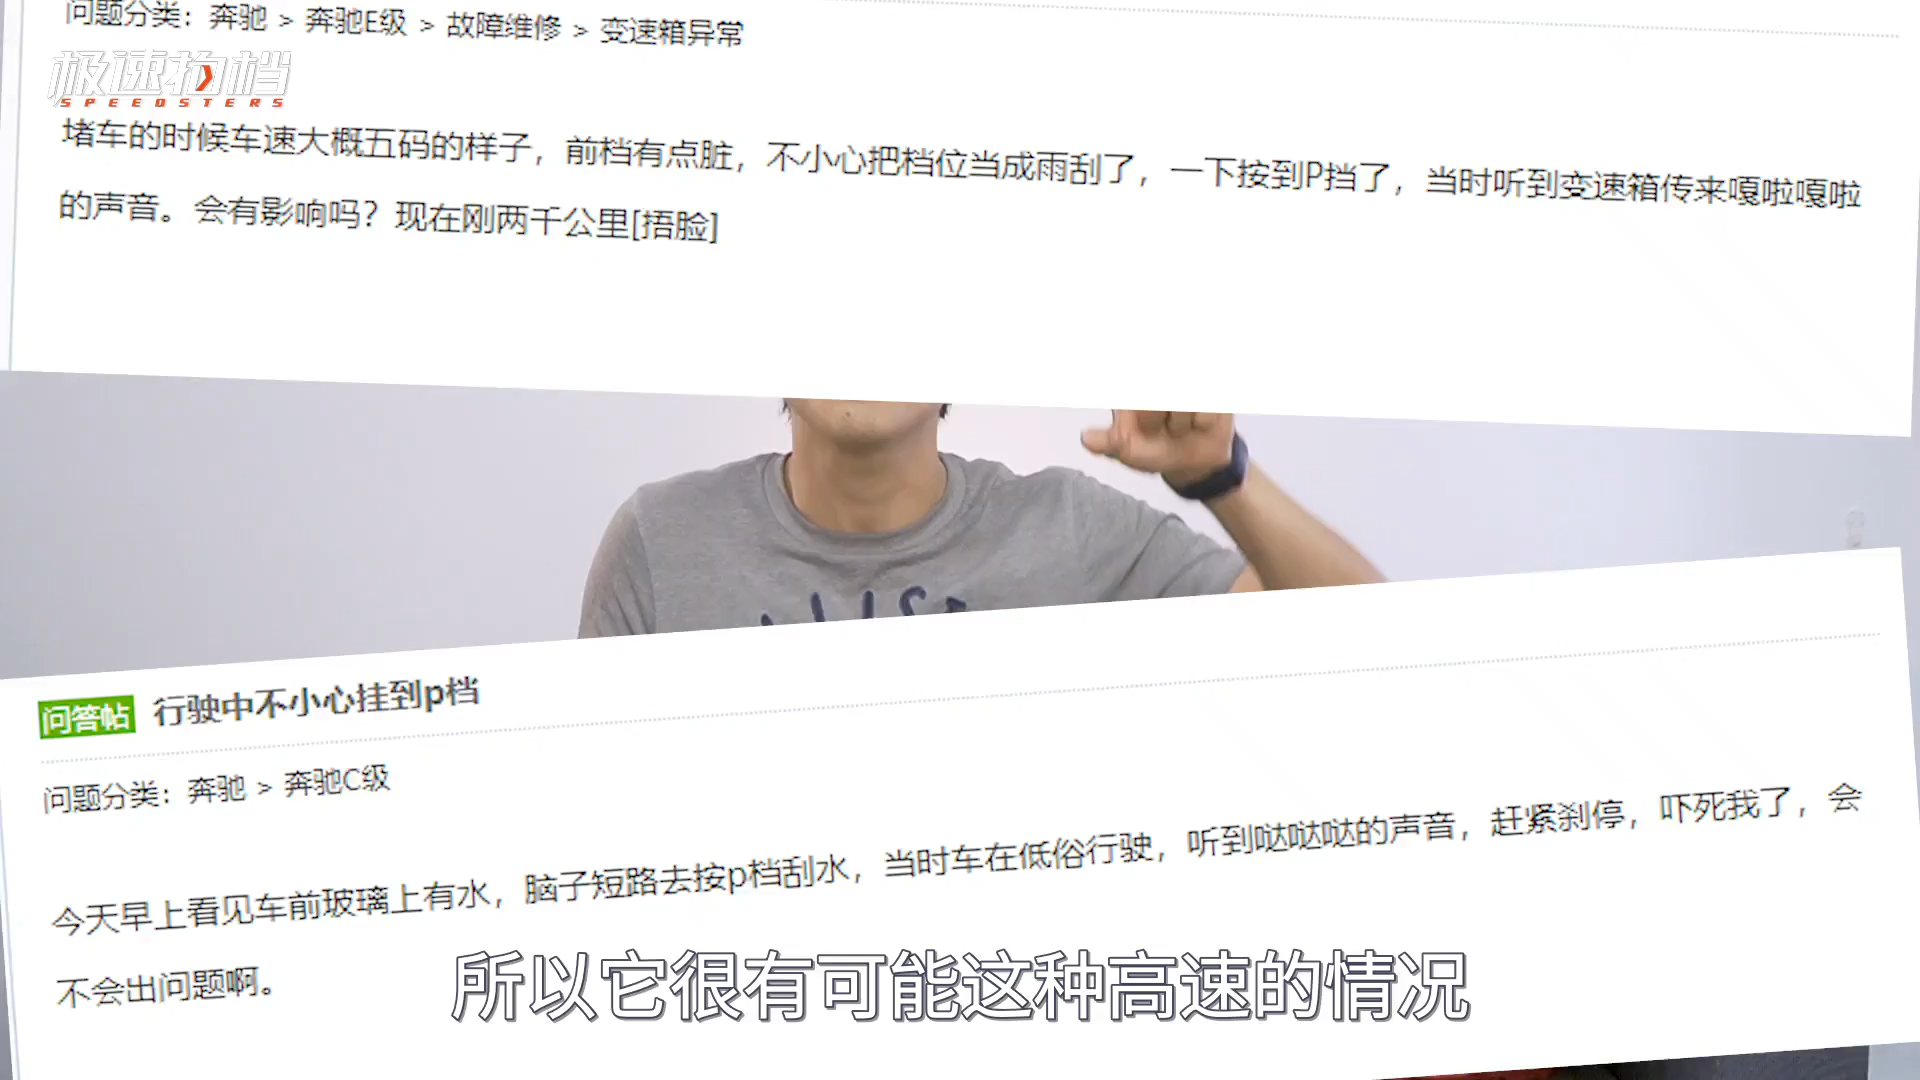 问题分类：奔驰 > 奔驰E级 > 故障维修 > 变速箱异常
极速拍档
SPEEDSTERS
堵车的时候车速大概五码的样子，前档有点脏，不小心把档位当成雨刮了，一下按到P挡了，当时听到变速箱传来嘎啦嘎啦
的声音。会有影响吗？现在刚两千公里[捂脸]
问答帖 行驶中不小心挂到p档
问题分类：奔驰 > 奔驰C级
今天早上看见车前玻璃上有水，脑子短路去按p档刮水，当时车在低俗行驶，听到哒哒哒的声音，赶紧刹停，吓死我了，会
不会出问题啊。
所以它很有可能这种高速的情况